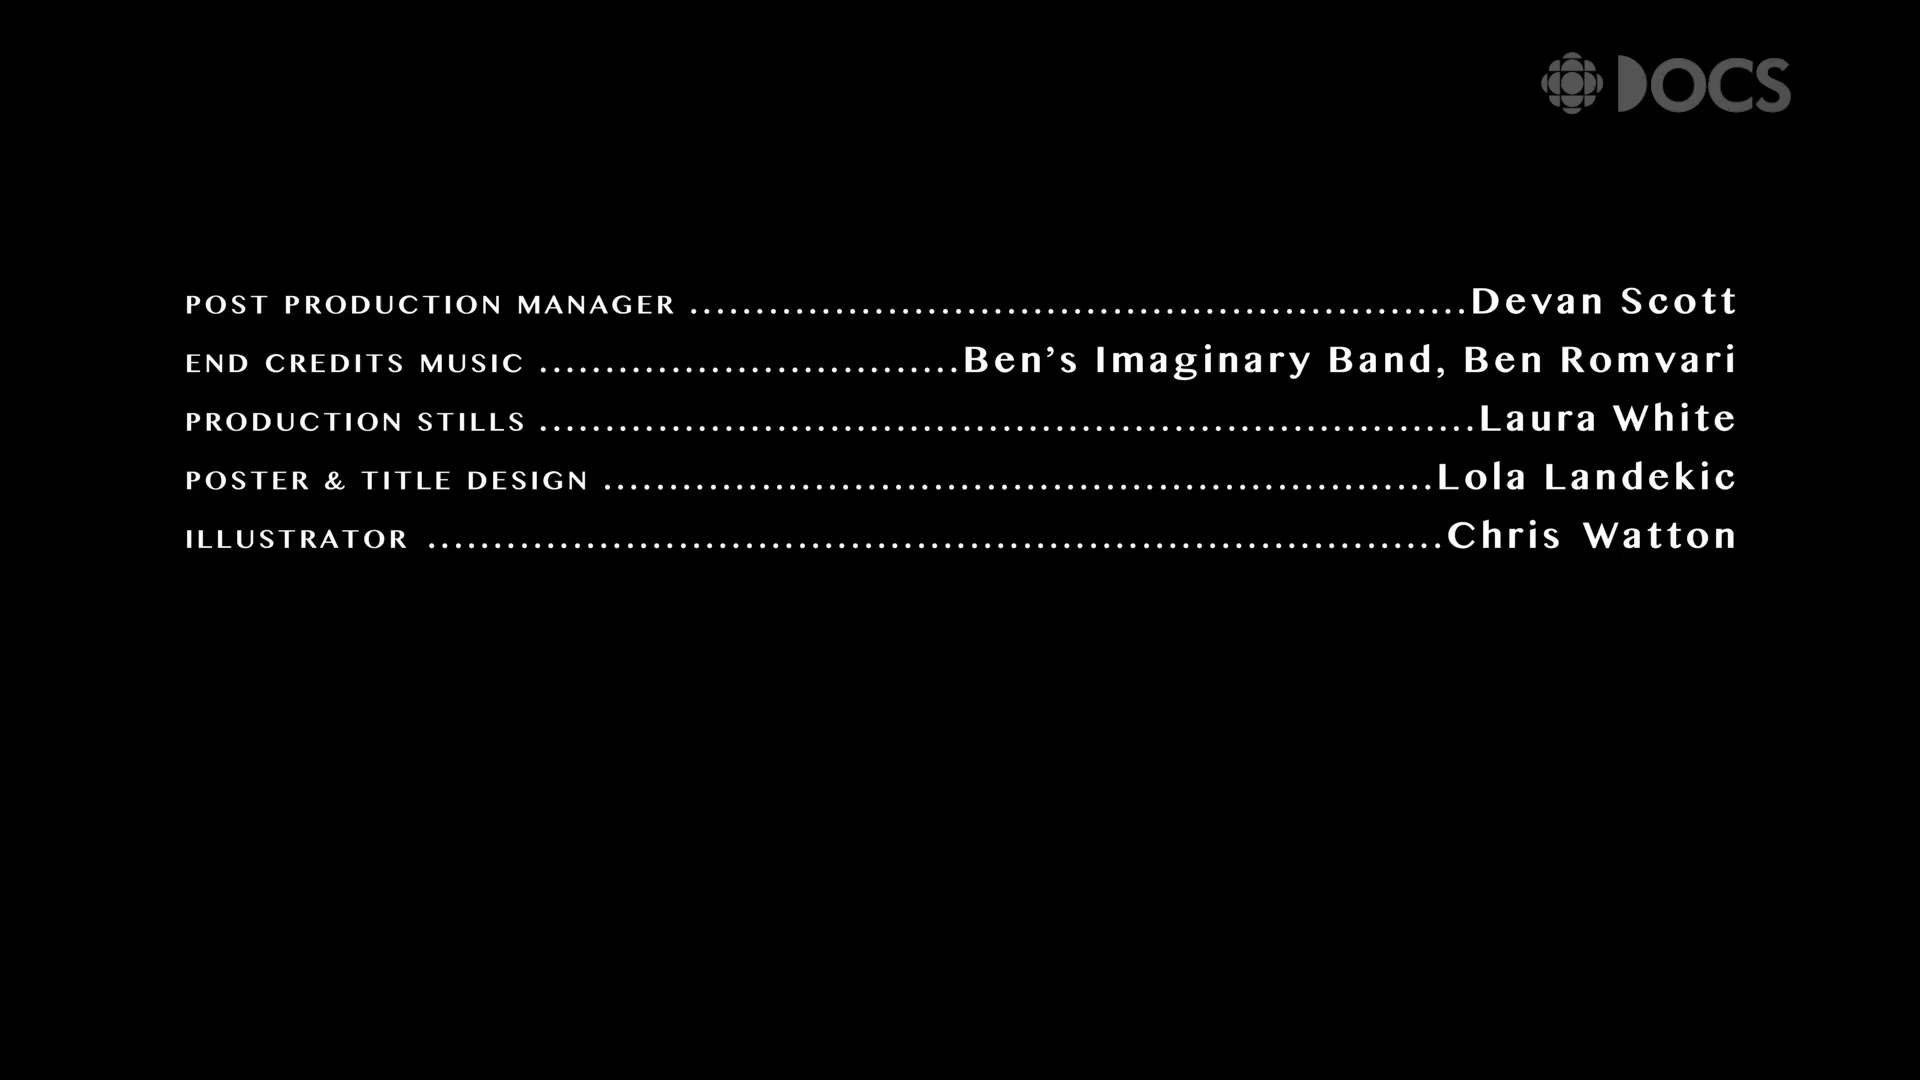 DOCS
POST PRODUCTION MANAGER ...........................................................Devan Scott
END CREDITS MUSIC ................................Ben’s Imaginary Band, Ben Romvari
PRODUCTION STILLS .......................................................................Laura White
POSTER & TITLE DESIGN ...............................................................Lola Landekic
ILLUSTRATOR .............................................................................Chris Watton